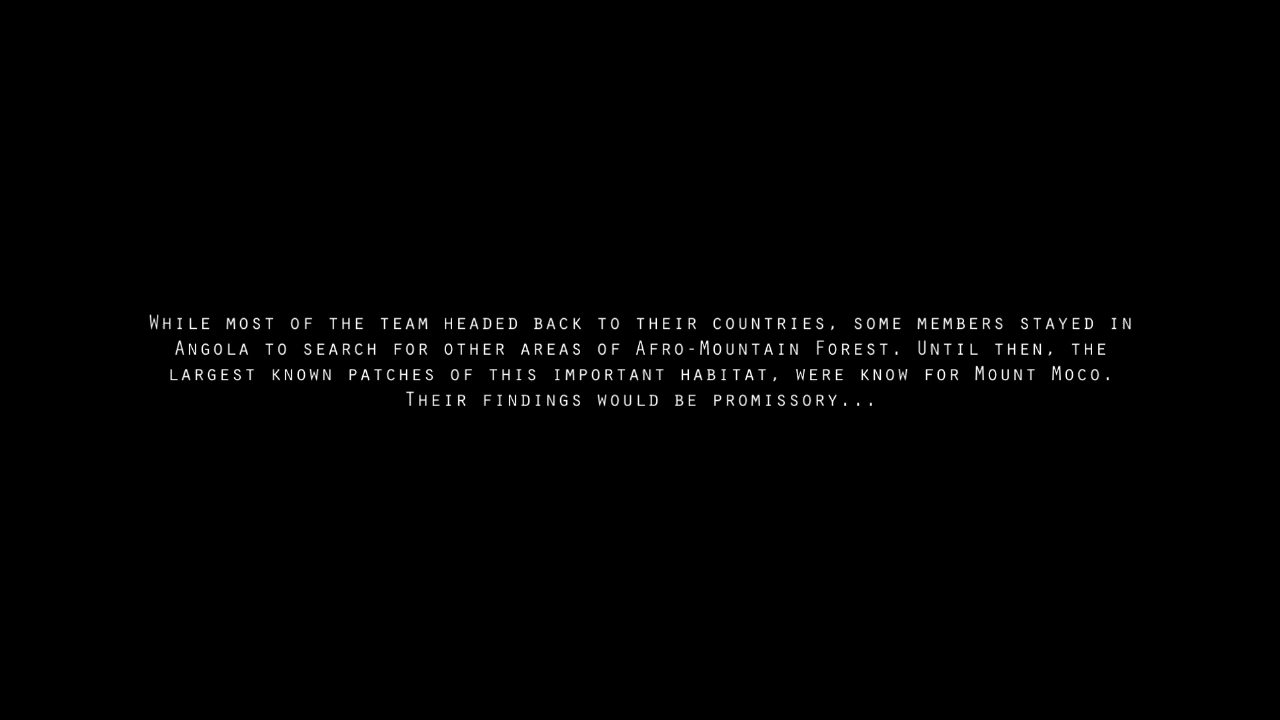 While most of the team headed back to their countries, some members stayed in
Angola to search for other areas of Afro-Mountain Forest. Until then, the
largest known patches of this important habitat, were know for Mount Moco.
Their findings would be promissory...